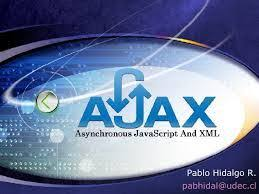 AJAX
Asynchronous JavaScript And XML
Pablo Hidalgo R.
pabhidal@udec.cl